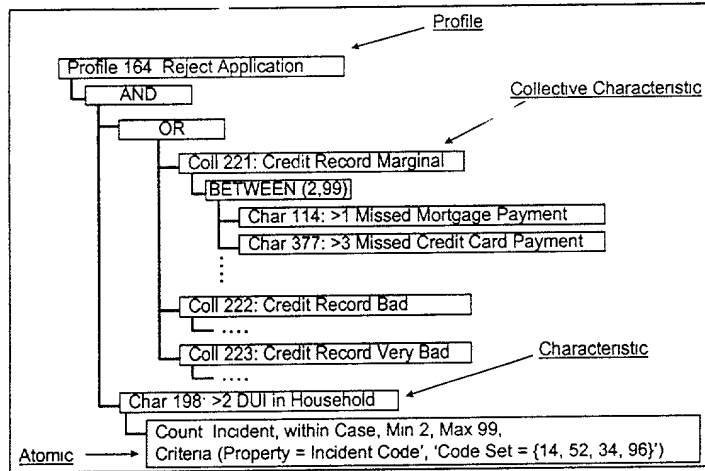 Profile
Profile 164 Reject Application
AND
Collective Characteristic
OR
Coll 221: Credit Record Marginal
BETWEEN (2,99)
Char 114: >1 Missed Mortgage Payment
Char 377: >3 Missed Credit Card Payment
Coll 222: Credit Record Bad
....
Coll 223: Credit Record Very Bad
....
Characteristic
Char 198: >2 DUI in Household
Count Incident, within Case, Min 2, Max 99,
Atomic
Criteria (Property = Incident Code', 'Code Set = {14, 52, 34, 96}')